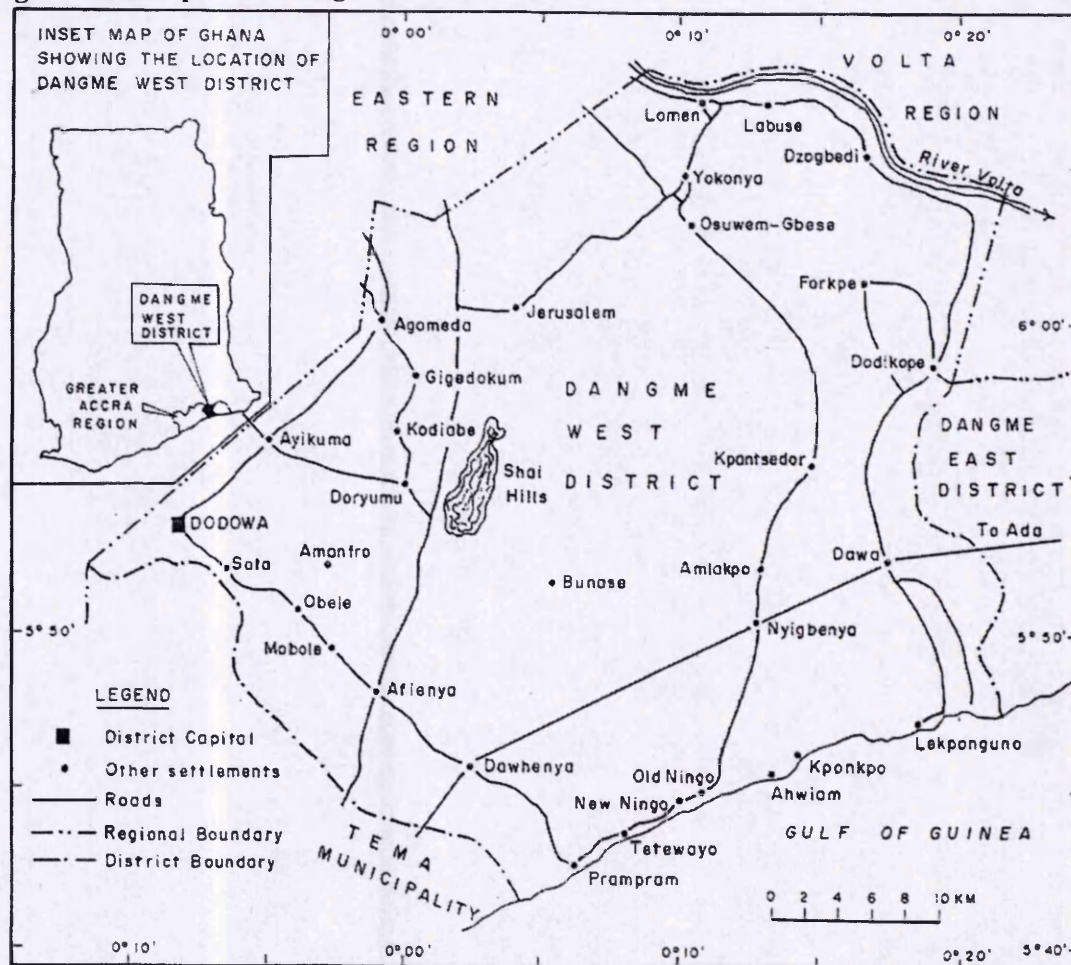 INSET MAP OF GHANA
SHOWING THE LOCATION OF
DANGME WEST DISTRICT
DANGME
WEST
DISTRICT
GREATER
ACCRA
REGION
0°00'
0°10'
0°20'
EASTERN
REGION
VOLTA
REGION
River Volta
Lomen
Labuse
Dzogbedi
Yokonya
Osuwem-Gbese
Forkpe
Jerusalem
Agomeda
6°00'
Dodikope
Gigedokum
DANGME
WEST
DISTRICT
Kodiabe
Ayikuma
Shai
Hills
Doryumu
Kpantsedor
DANGME
EAST
DISTRICT
DODOWA
To Ada
Sata
Amanfro
Bunase
Amlakpo
Dawa
Obele
Nyigbenya
5°50'
5°50'
Mobole
Afienya
LEGEND
District Capital
Other settlements
Roads
Regional Boundary
District Boundary
Dawhenya
Lekpanguno
Kponkpo
Ahwiam
Old Ningo
New Ningo
Tetewayo
Prampram
TEMA
MUNICIPALITY
GULF OF GUINEA
0 2 4 6 8 10 KM
0°10'
0°00'
0°10'
0°20'
5°40'